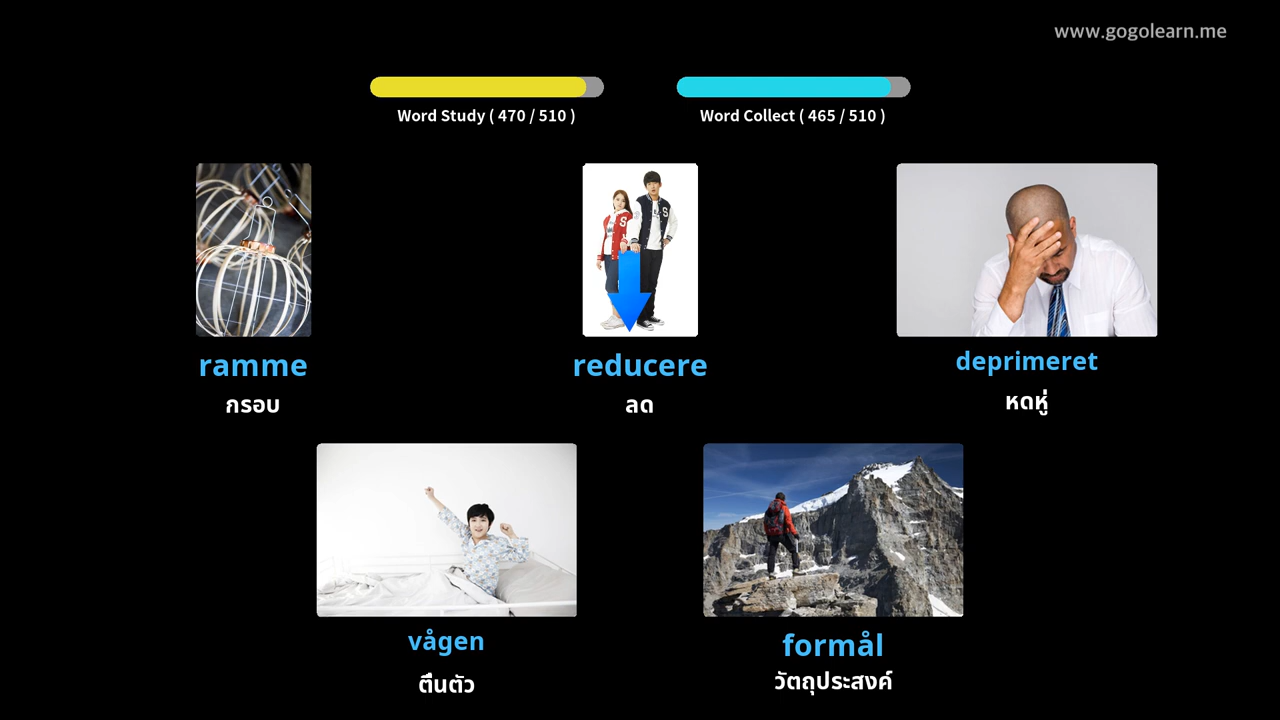 www.gogolearn.me
Word Study ( 470 / 510 )
Word Collect ( 465 / 510 )
ramme
กรอบ
reducere
ลด
deprimeret
หดหู่
vågen
ตื่นตัว
formål
วัตถุประสงค์